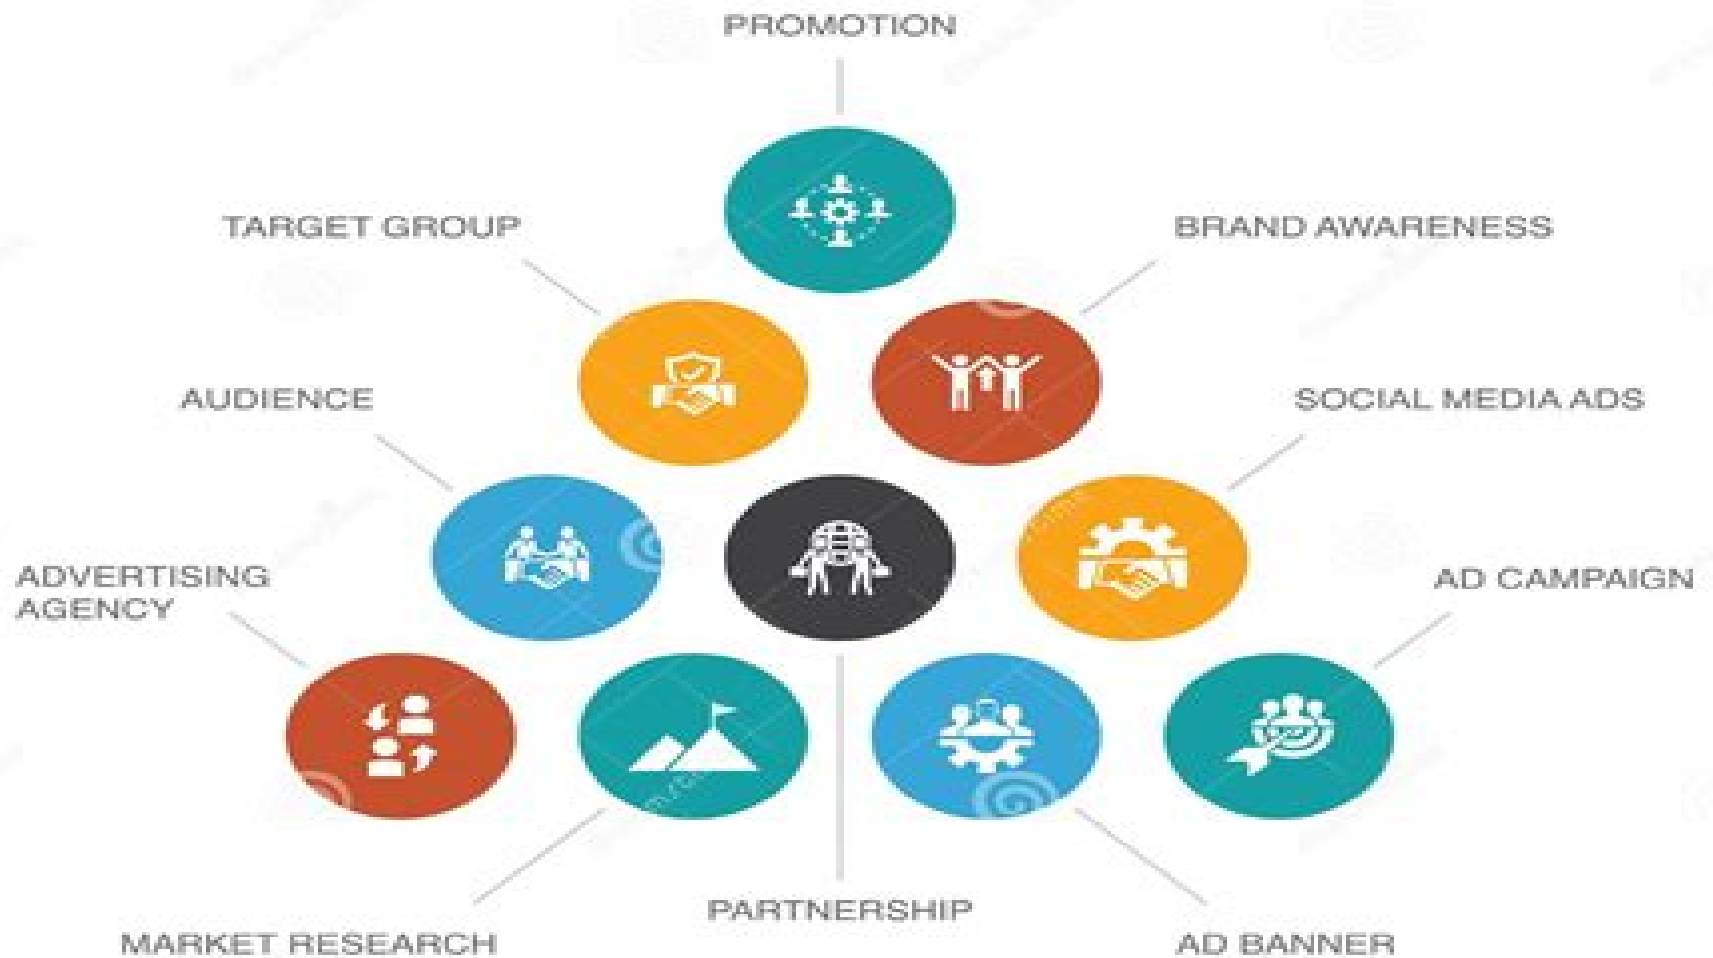 PROMOTION
TARGET GROUP
BRAND AWARENESS
AUDIENCE
SOCIAL MEDIA ADS
ADVERTISING
AGENCY
AD CAMPAIGN
MARKET RESEARCH
PARTNERSHIP
AD BANNER